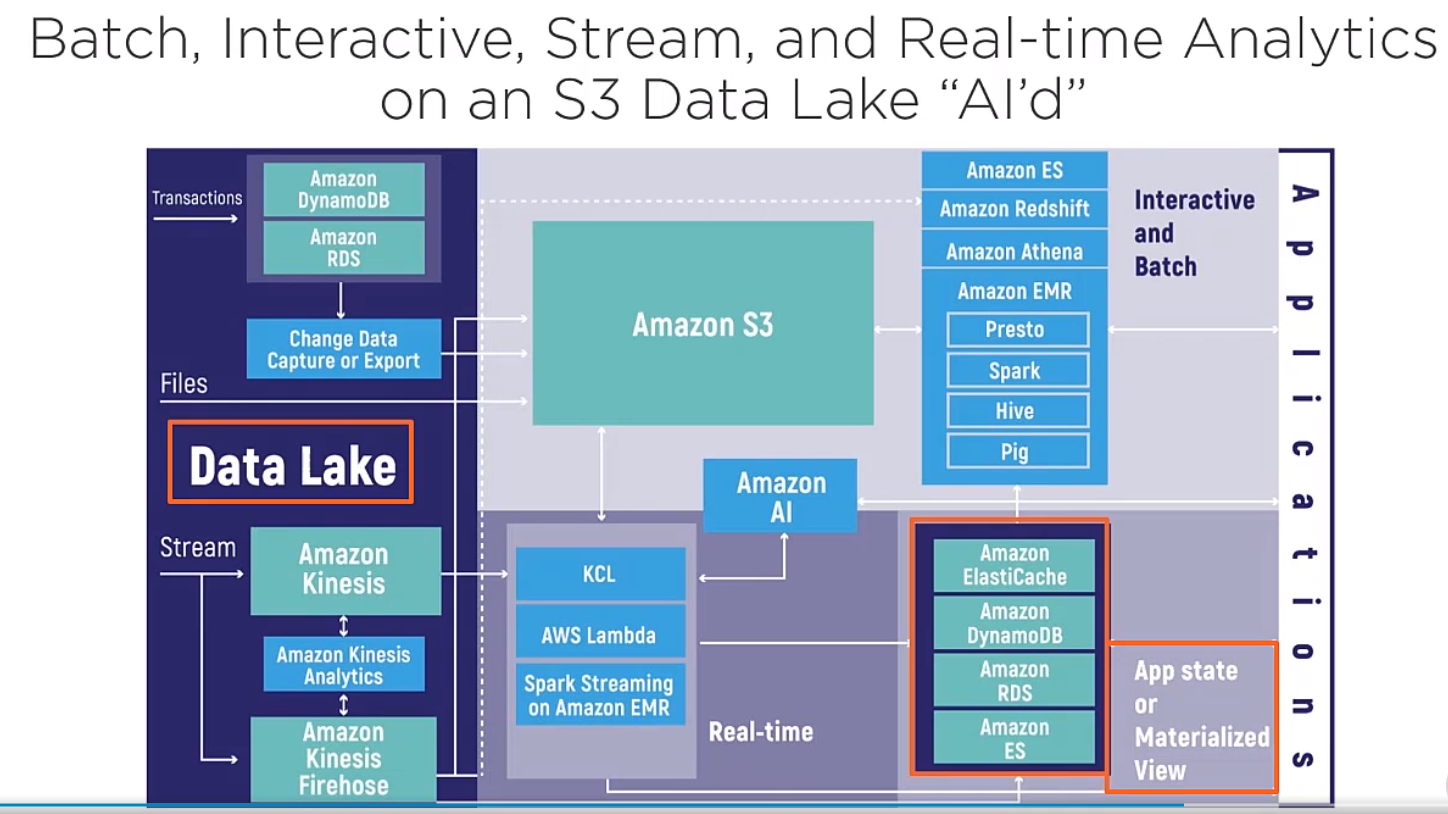 Batch, Interactive, Stream, and Real-time Analytics
on an S3 Data Lake “AI’d”
Transactions
Amazon
DynamoDB
Amazon
RDS
Change Data
Capture or Export
Files
Data Lake
Stream
Amazon
Kinesis
Amazon Kinesis
Analytics
Amazon
Kinesis
Firehose
Amazon S3
Amazon
AI
KCL
AWS Lambda
Spark Streaming
on Amazon EMR
Real-time
Amazon ES
Amazon Redshift
Amazon Athena
Amazon EMR
Presto
Spark
Hive
Pig
Interactive
and
Batch
Amazon
ElastiCache
Amazon
DynamoDB
Amazon
RDS
Amazon
ES
App state
or
Materialized
View
Applications